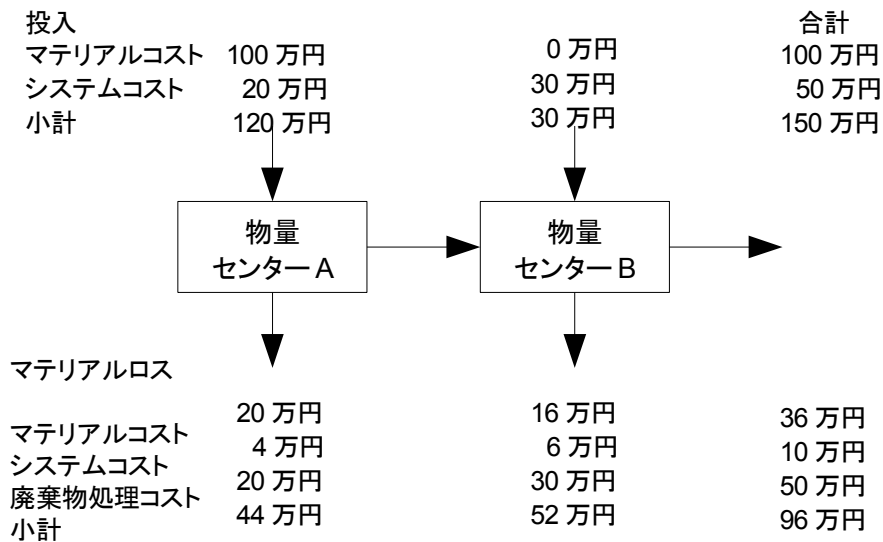 投入 合計
マテリアルコスト 100 万円 0 万円 100 万円
システムコスト 20 万円 30 万円 50 万円
小計 120 万円 30 万円 150 万円
物量 物量
センターA センターB
マテリアルロス
マテリアルコスト 20 万円 16 万円 36 万円
システムコスト 4 万円 6 万円 10 万円
廃棄物処理コスト 20 万円 30 万円 50 万円
小計 44 万円 52 万円 96 万円